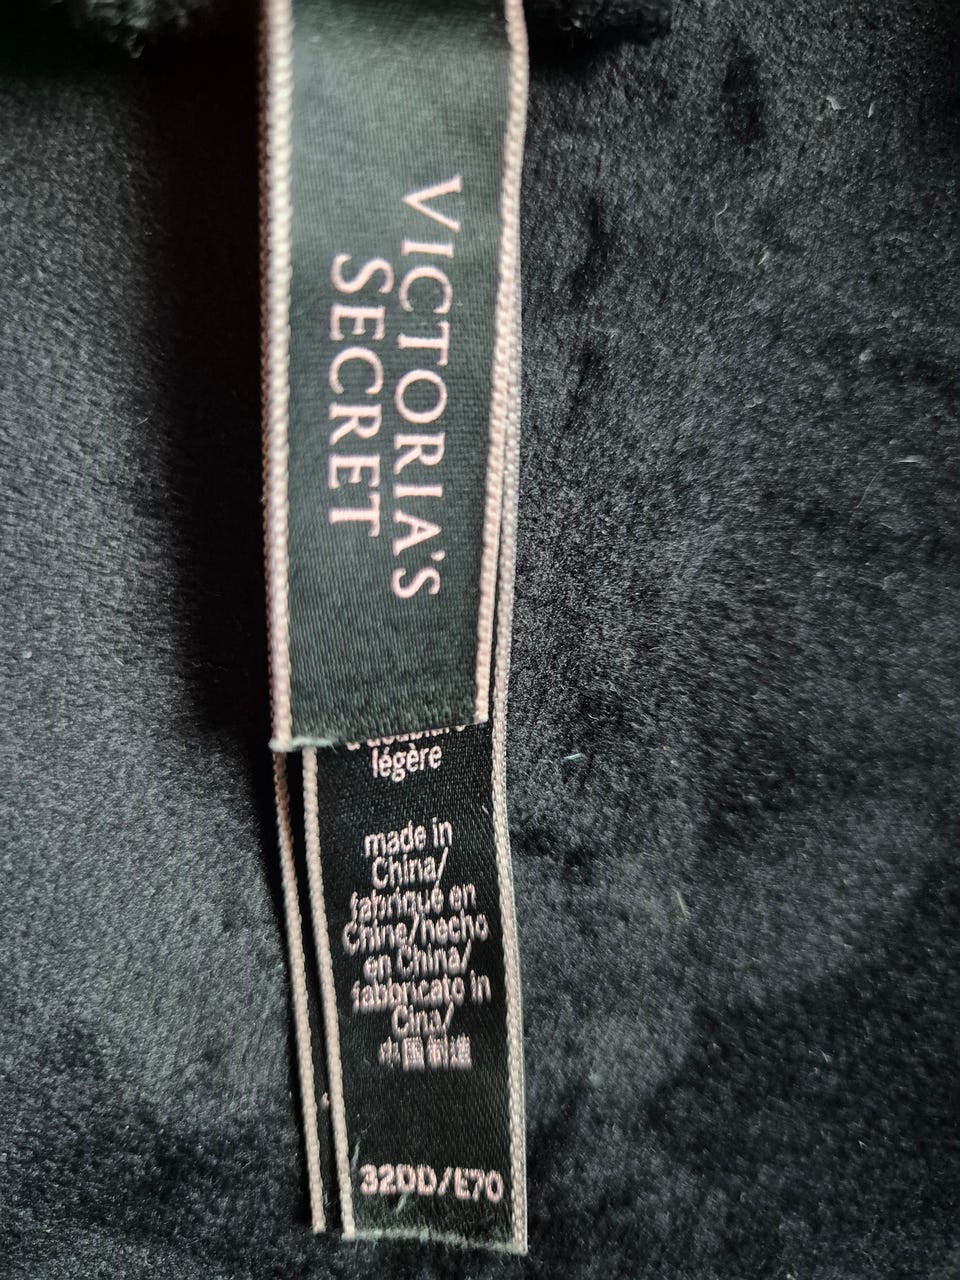 VICTORIA'S
SECRET
légère
made in
China/
fabriqué en
Chine/hecho
en China/
fabbricato in
Cina/
中国制造
32DD/E70